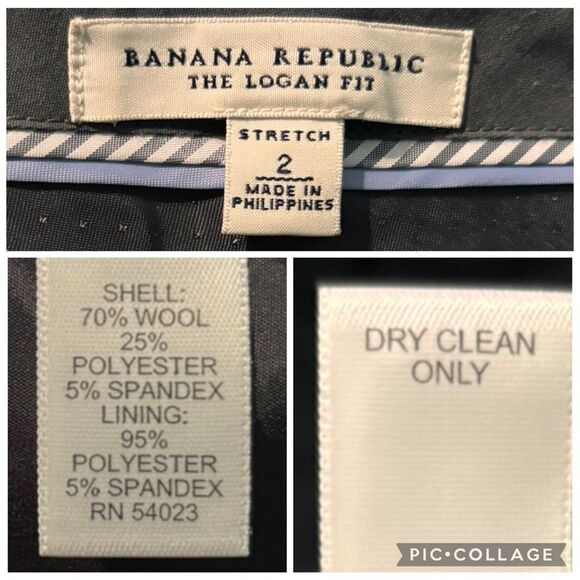 BANANA REPUBLIC
THE LOGAN FIT
STRETCH
2
MADE IN
PHILIPPINES
SHELL:
70% WOOL
25%
POLYESTER
5% SPANDEX
LINING:
95%
POLYESTER
5% SPANDEX
RN 54023
DRY CLEAN
ONLY
PIC•COLLAGE